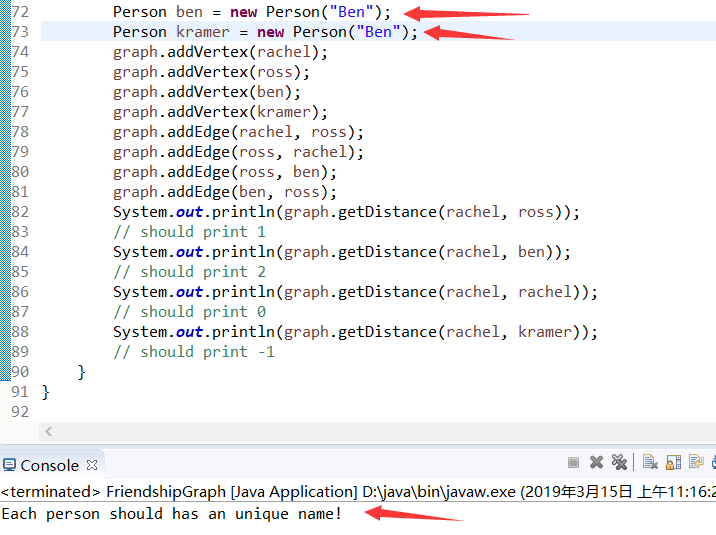 72 Person ben = new Person("Ben");
73 Person kramer = new Person("Ben");
74 graph.addVertex(rachel);
75 graph.addVertex(ross);
76 graph.addVertex(ben);
77 graph.addVertex(kramer);
78 graph.addEdge(rachel, ross);
79 graph.addEdge(ross, rachel);
80 graph.addEdge(ross, ben);
81 graph.addEdge(ben, ross);
82 System.out.println(graph.getDistance(rachel, ross));
83 // should print 1
84 System.out.println(graph.getDistance(rachel, ben));
85 // should print 2
86 System.out.println(graph.getDistance(rachel, rachel));
87 // should print 0
88 System.out.println(graph.getDistance(rachel, kramer));
89 // should print -1
90 }
91 }
92
Console
<terminated> FriendshipGraph [Java Application] D:\java\bin\javaw.exe (2019年3月15日 上午11:16:2
Each person should has an unique name!